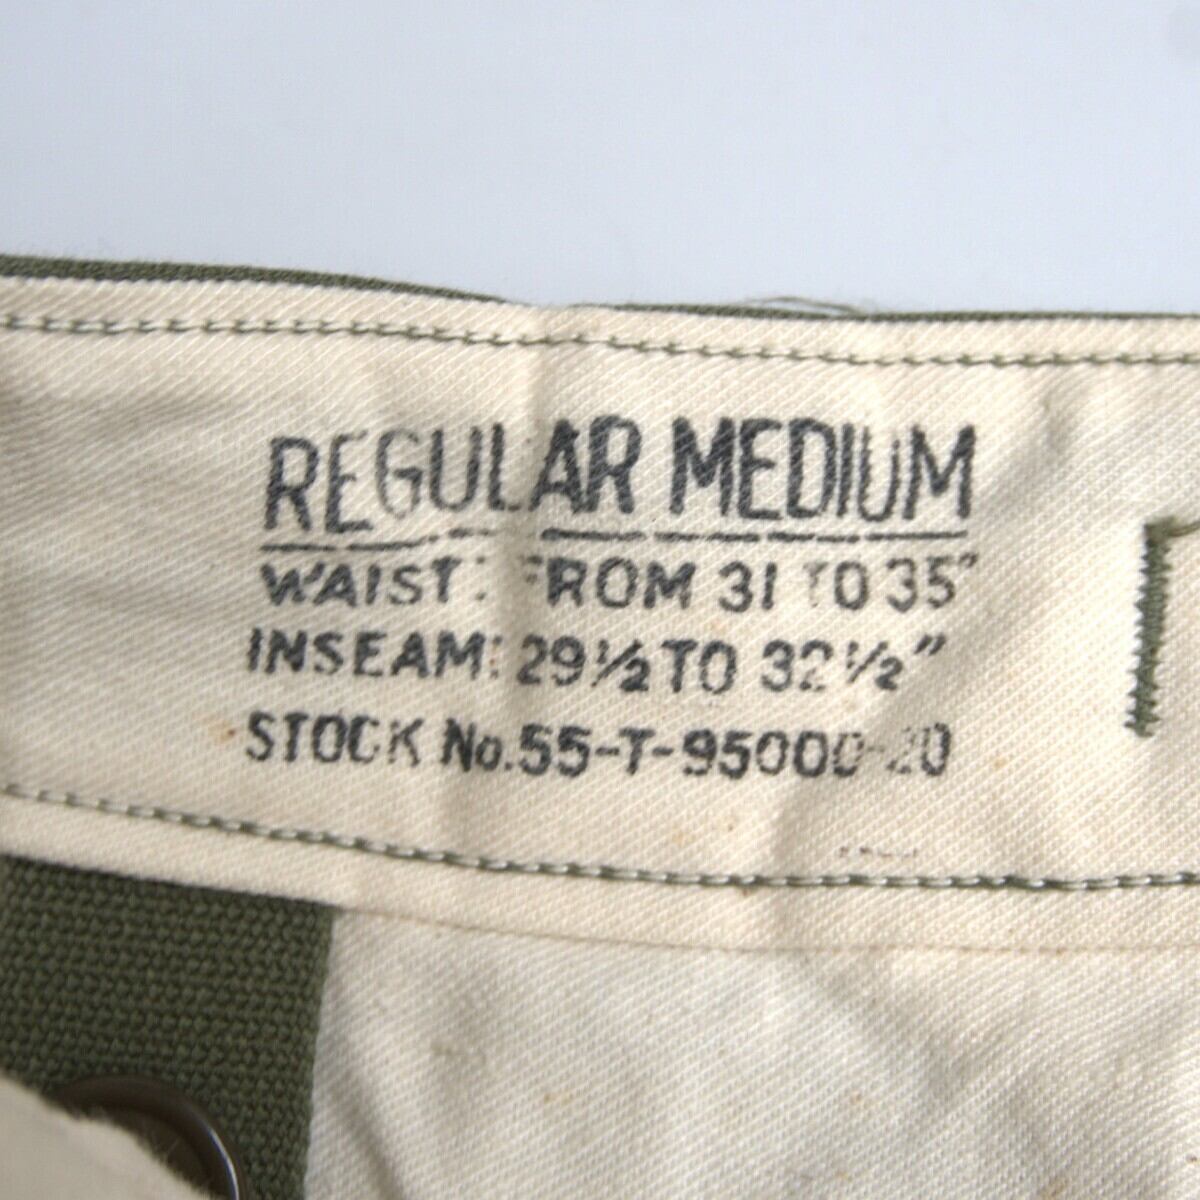 REGULAR MEDIUM
WAIST: FROM 31 TO 35"
INSEAM: 29½ TO 32½"
STOCK No. 55-T-95000-20